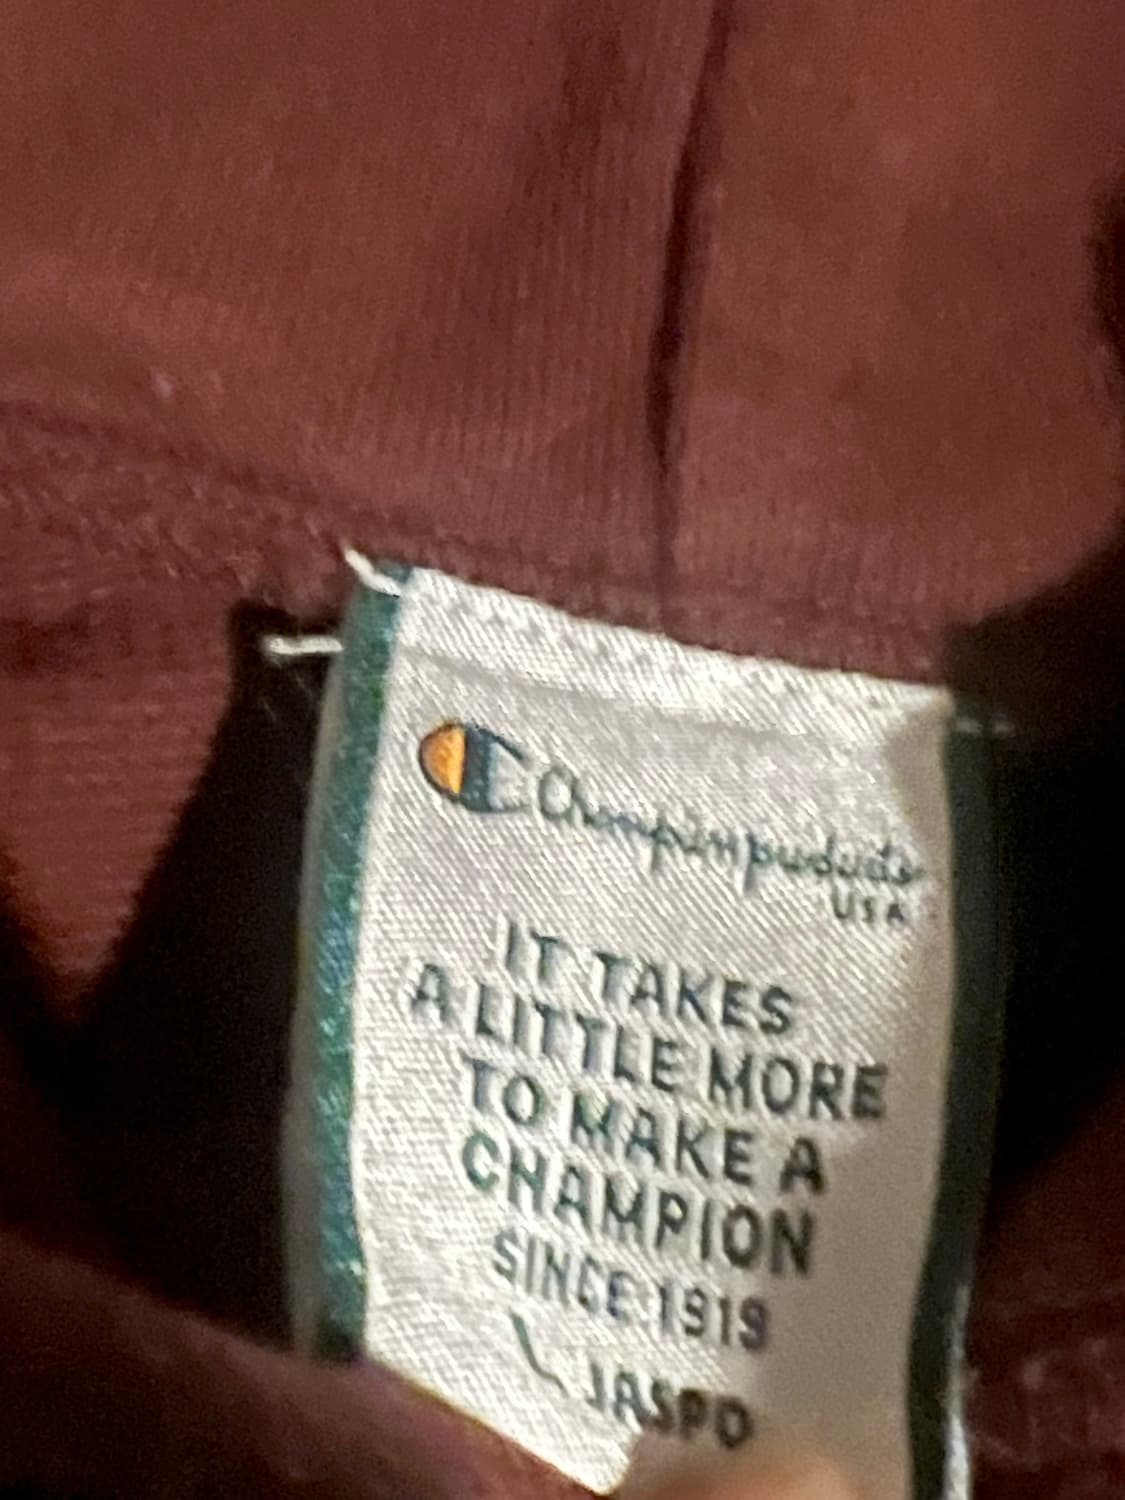 Champion products
USA
IT TAKES
A LITTLE MORE
TO MAKE A
CHAMPION
SINCE 1919
JASPO